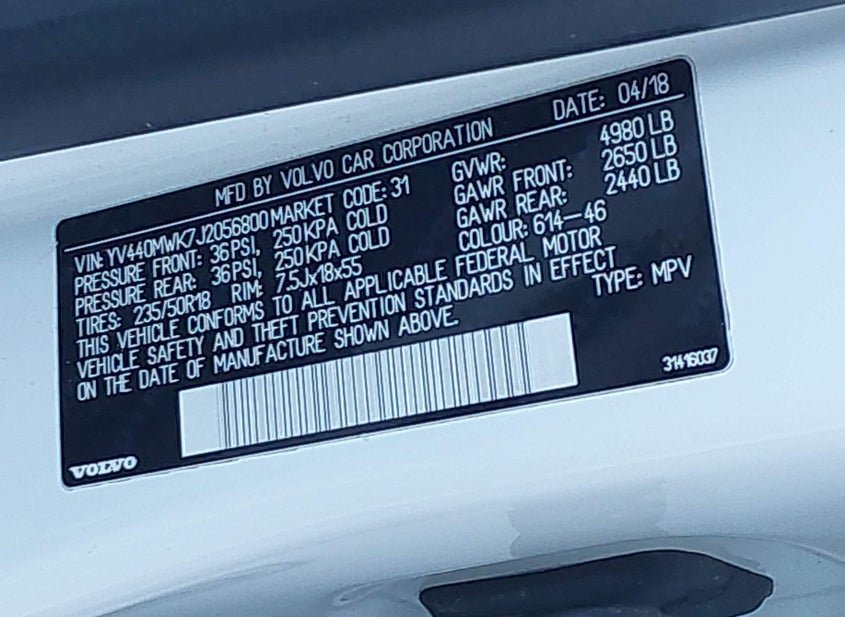 MFD BY VOLVO CAR CORPORATION DATE: 04/18
VIN: YV440MWK7J2056800 MARKET CODE: 31 GVWR: 4980 LB
PRESSURE FRONT: 36 PSI, 250 KPA COLD GAWR FRONT: 2650 LB
PRESSURE REAR: 36 PSI, 250 KPA COLD GAWR REAR: 2440 LB
TIRES: 235/50R18 RIM: 7.5Jx18x55 COLOUR: 614-46
THIS VEHICLE CONFORMS TO ALL APPLICABLE FEDERAL MOTOR
VEHICLE SAFETY AND THEFT PREVENTION STANDARDS IN EFFECT
ON THE DATE OF MANUFACTURE SHOWN ABOVE. TYPE: MPV
31416037
VOLVO